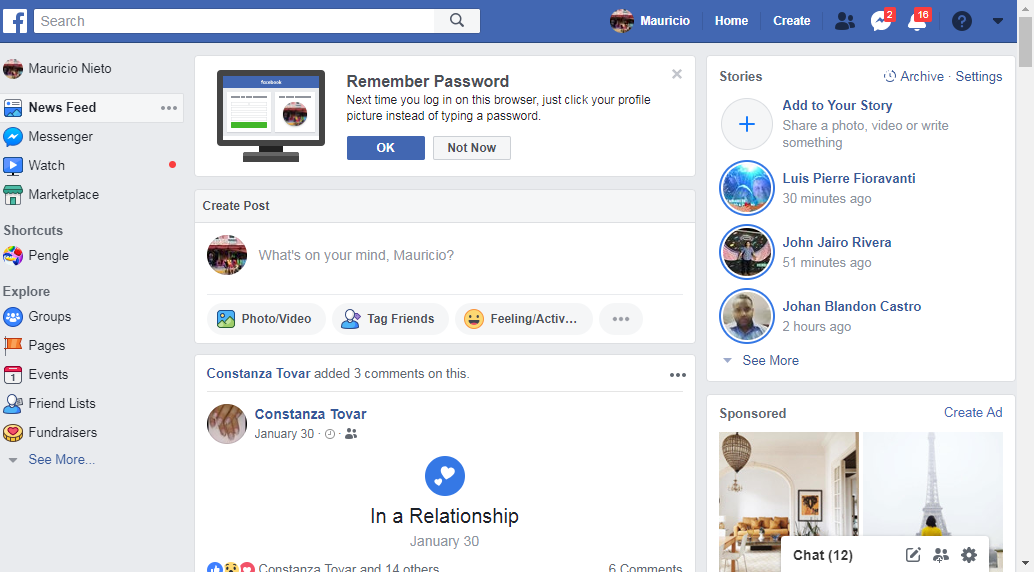 Search
Mauricio
Home
Create
2
16
Mauricio Nieto
News Feed
Messenger
Watch
Marketplace
Shortcuts
Pengle
Explore
Groups
Pages
1
Events
Friend Lists
Fundraisers
See More...
facebook
Remember Password
Next time you log in on this browser, just click your profile
picture instead of typing a password.
OK
Not Now
Create Post
What's on your mind, Mauricio?
Photo/Video
Tag Friends
Feeling/Activ...
Constanza Tovar added 3 comments on this.
Constanza Tovar
January 30
In a Relationship
January 30
Constanza Tovar and 14 others
6 Comments
Stories
Archive · Settings
Add to Your Story
Share a photo, video or write
something
Luis Pierre Fioravanti
30 minutes ago
John Jairo Rivera
51 minutes ago
Johan Blandon Castro
2 hours ago
See More
Sponsored
Create Ad
Chat (12)